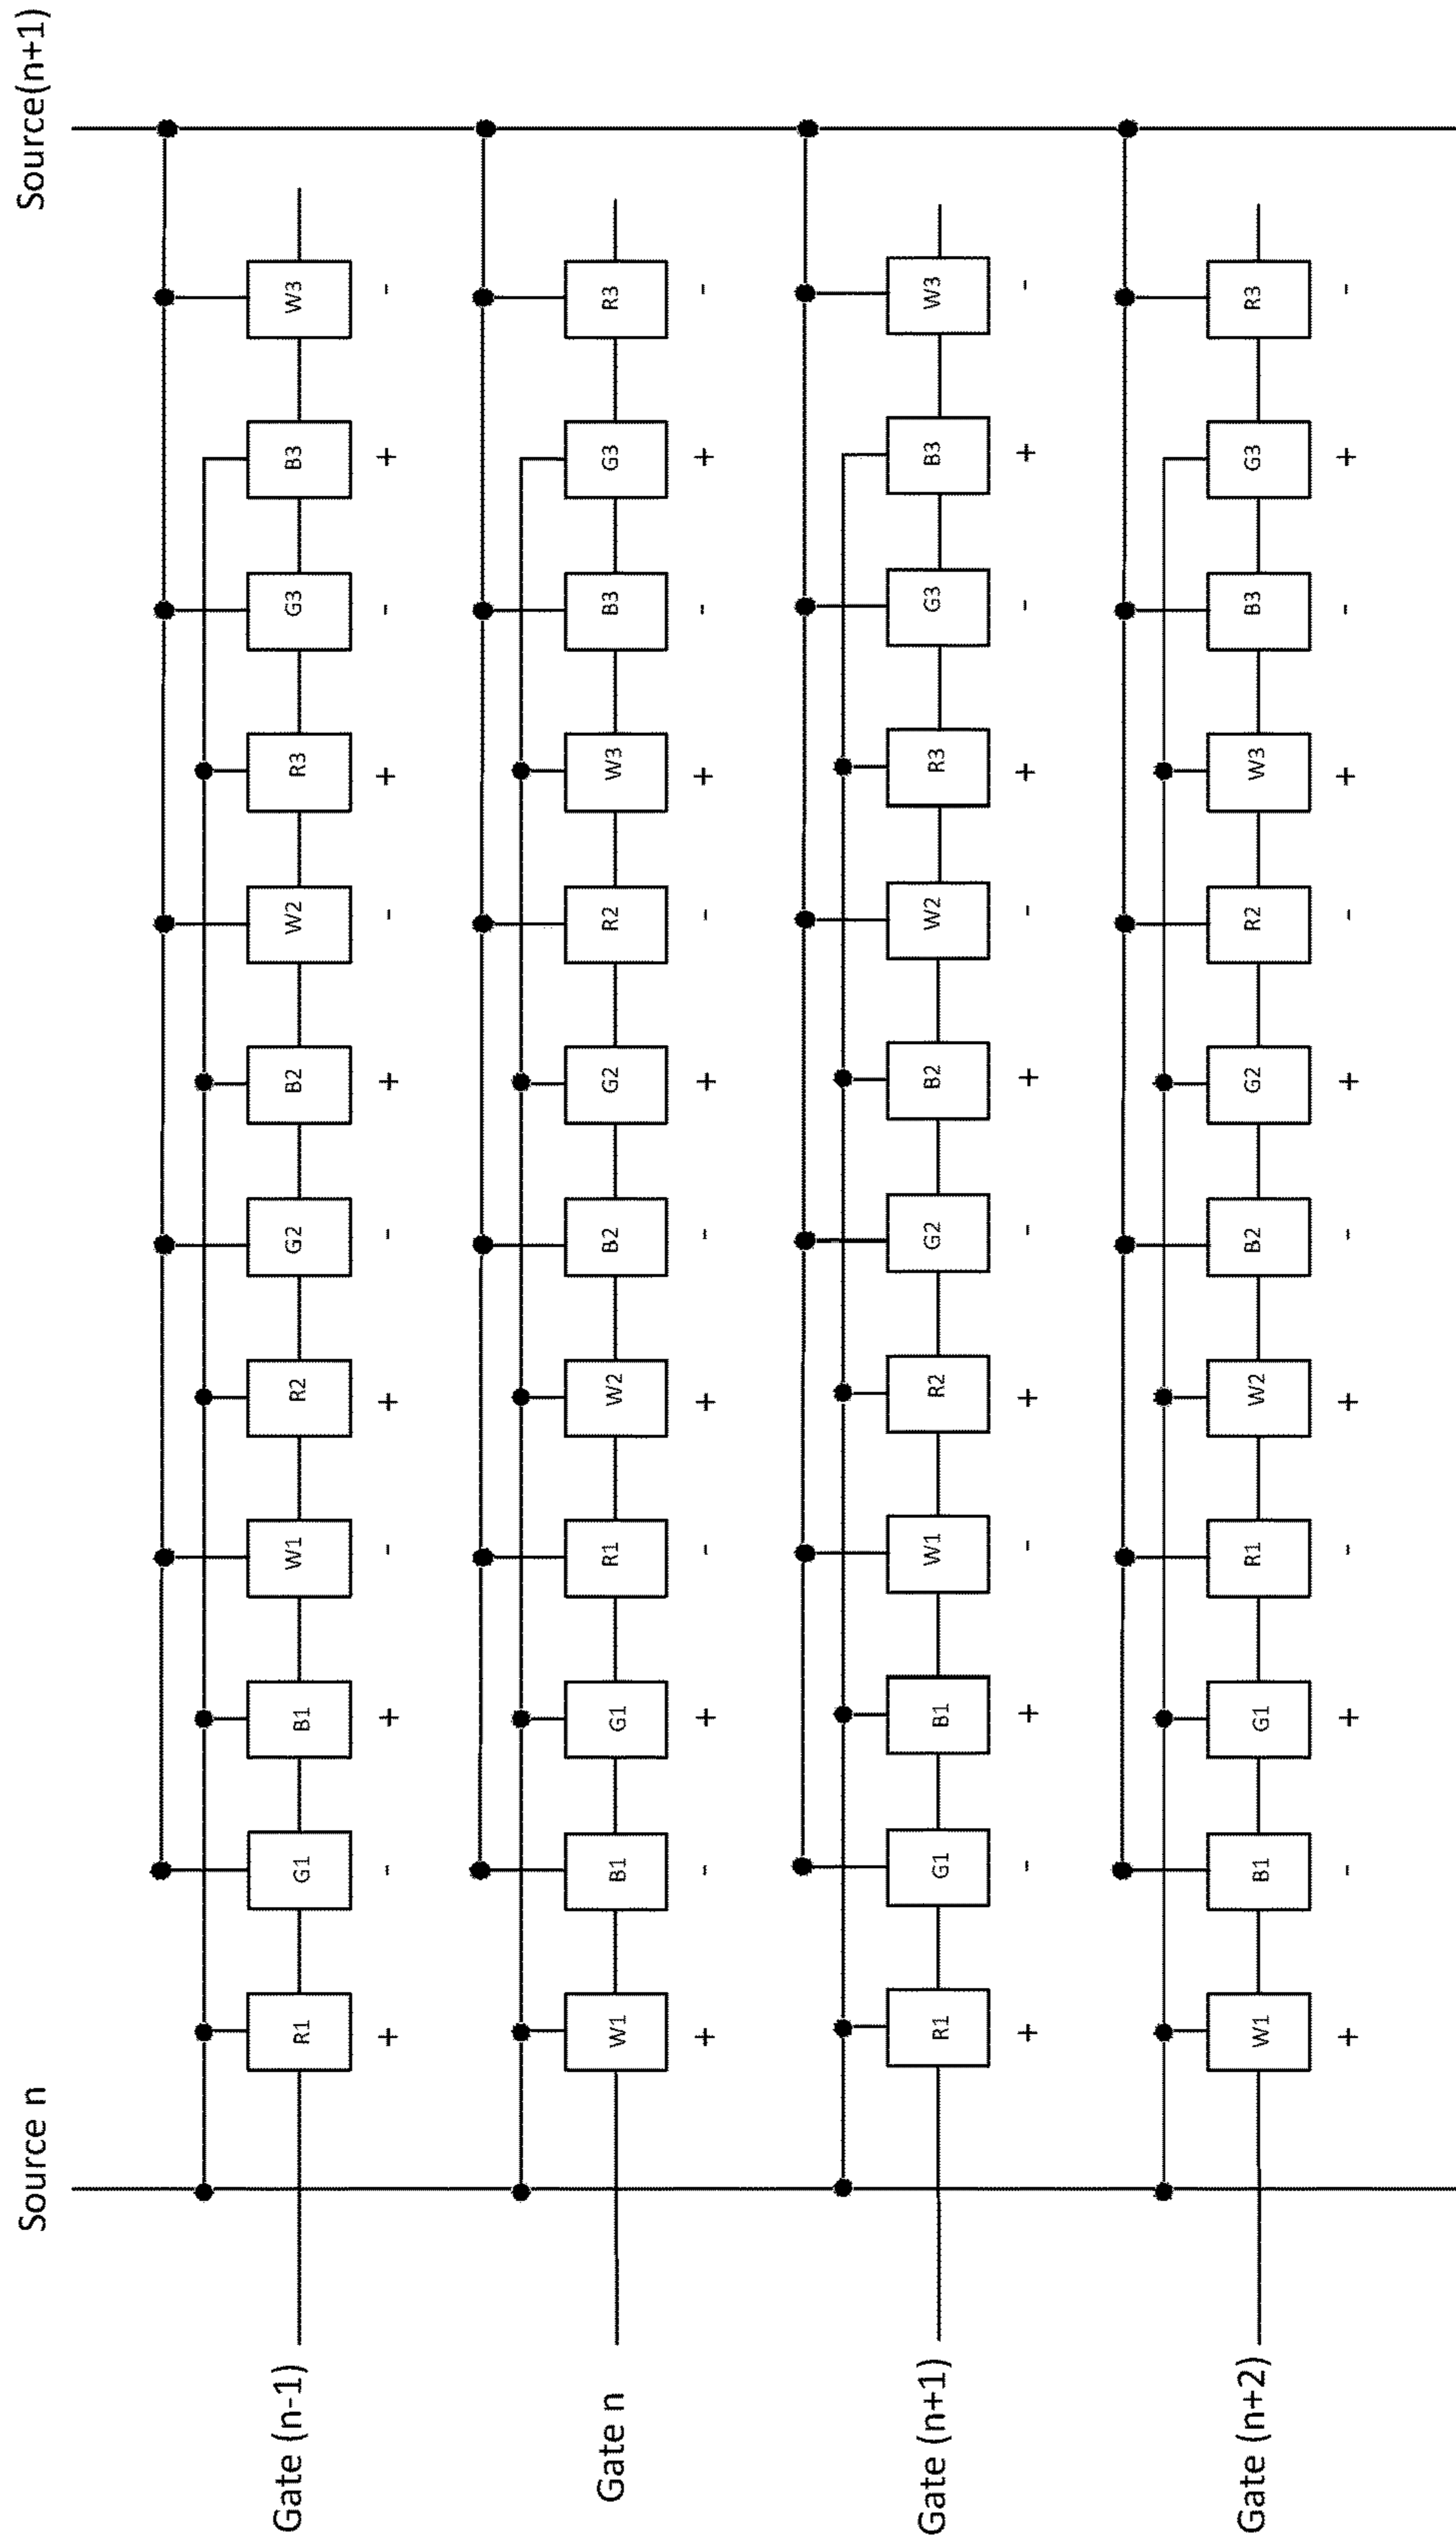 Source n Source(n+1)
Gate (n-1) R1 G1 B1 W1 R2 G2 B2 W2 R3 G3 B3 W3
+ - + - + - + - + - + -
Gate n W1 B1 G1 R1 W2 B2 G2 R2 W3 B3 G3 R3
+ - + - + - + - + - + -
Gate (n+1) R1 G1 B1 W1 R2 G2 B2 W2 R3 G3 B3 W3
+ - + - + - + - + - + -
Gate (n+2) W1 B1 G1 R1 W2 B2 G2 R2 W3 B3 G3 R3
+ - + - + - + - + - + -